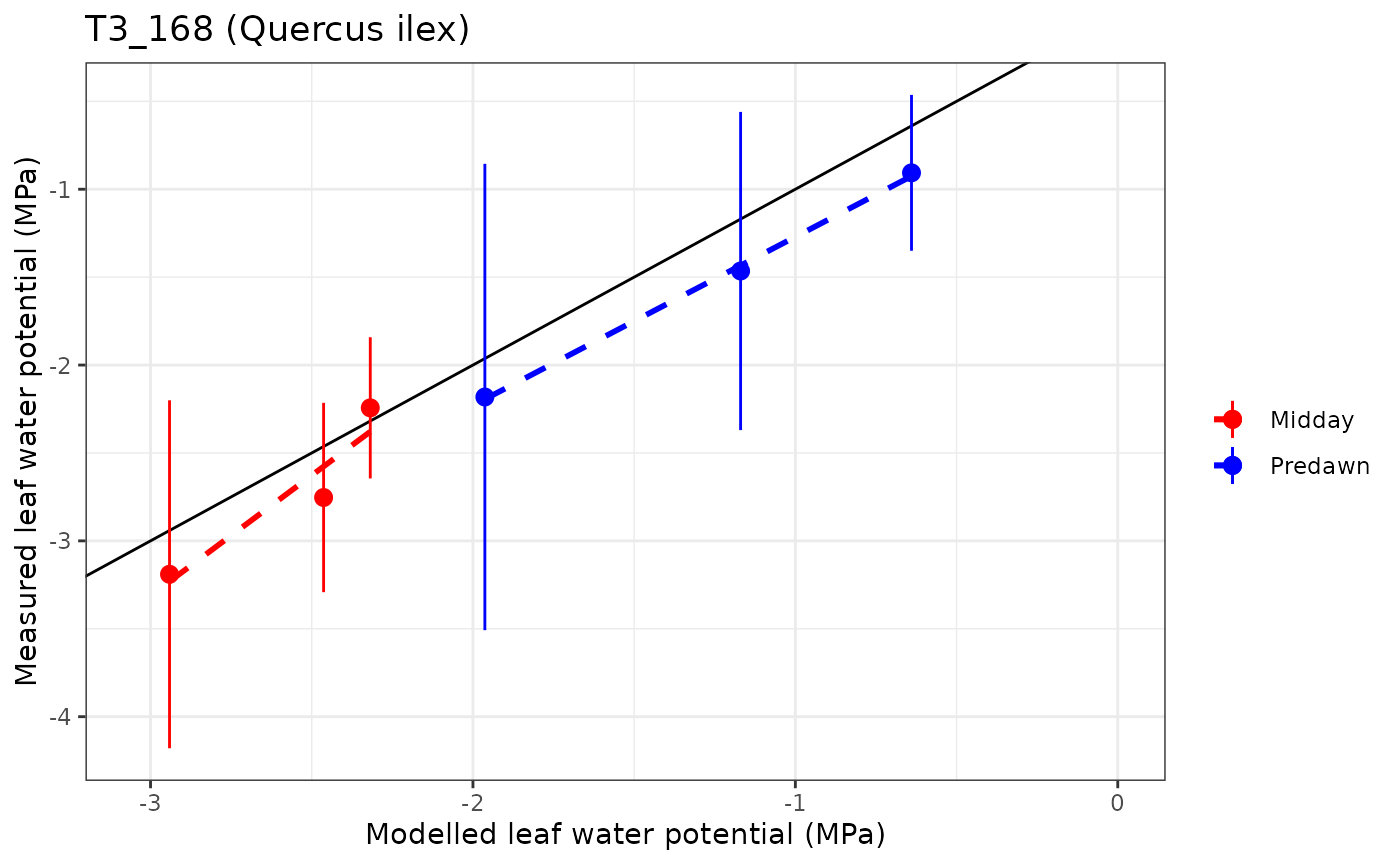 T3_168 (Quercus ilex)
Measured leaf water potential (MPa)
-1
-2
-3
-4
-3
-2
-1
0
Modelled leaf water potential (MPa)
Midday
Predawn